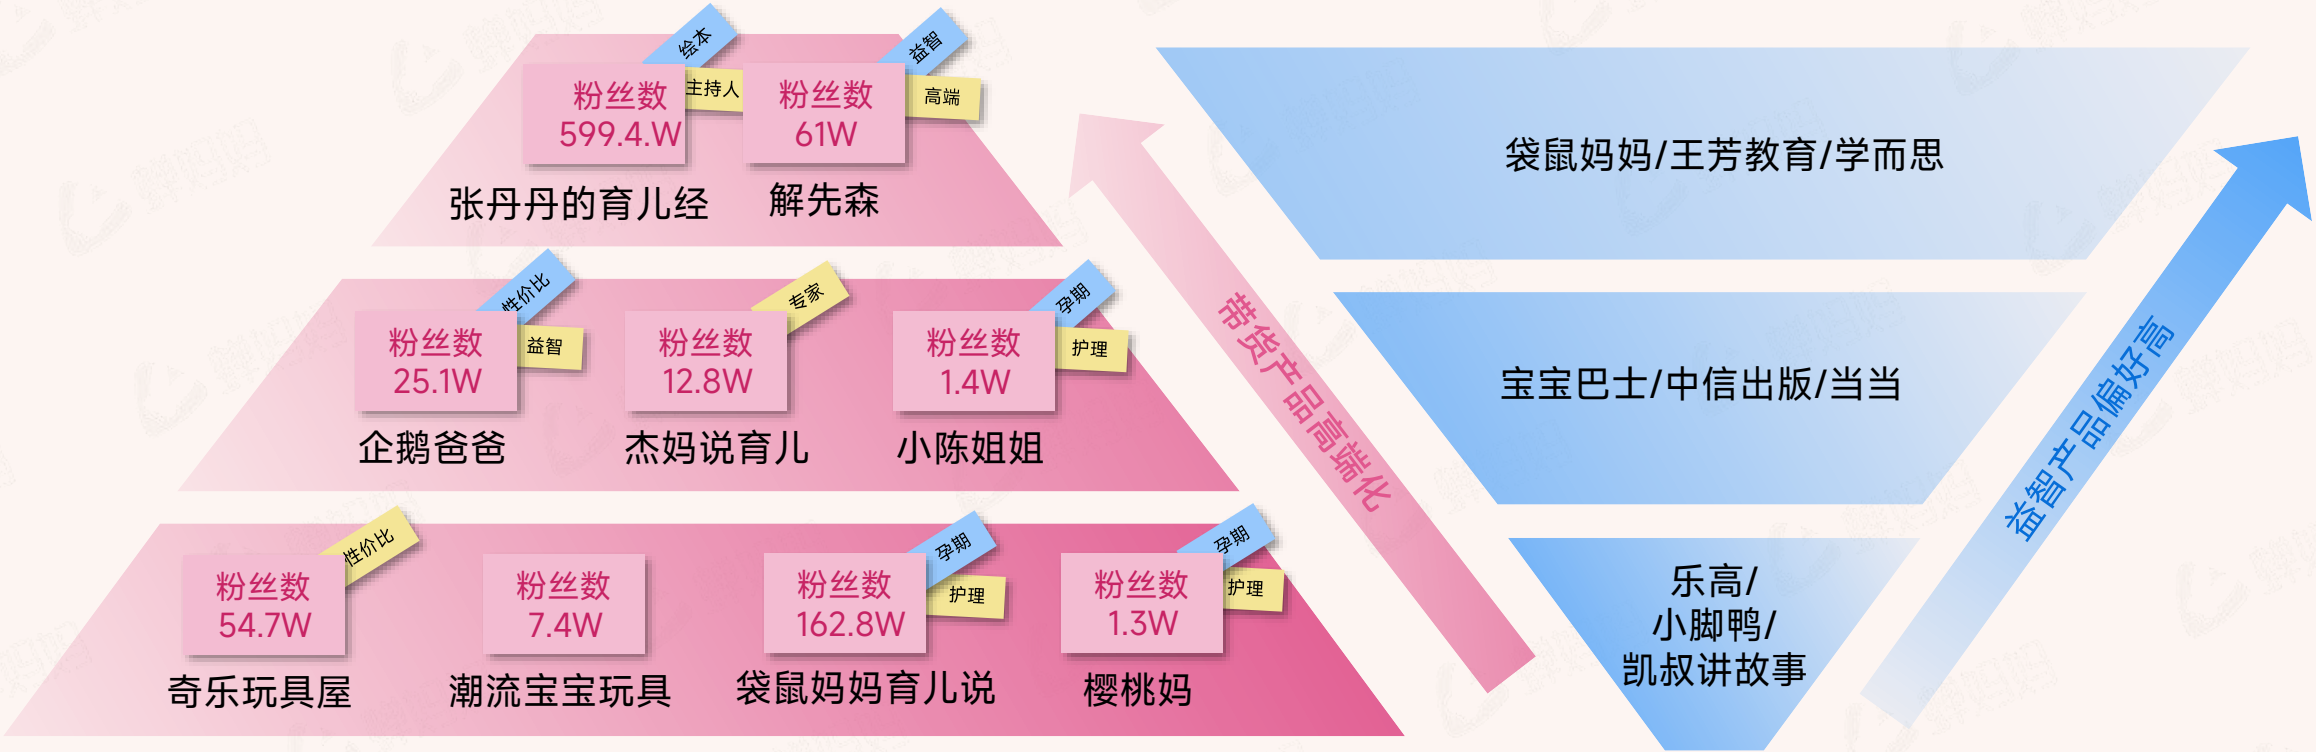 绘本
主持人
粉丝数
599.4.W
张丹丹的育儿经
益智
高端
粉丝数
61W
解先森
性价比
益智
粉丝数
25.1W
企鹅爸爸
专家
粉丝数
12.8W
杰妈说育儿
孕期
护理
粉丝数
1.4W
小陈姐姐
性价比
粉丝数
54.7W
奇乐玩具屋
粉丝数
7.4W
潮流宝宝玩具
孕期
护理
粉丝数
162.8W
袋鼠妈妈育儿说
孕期
护理
粉丝数
1.3W
樱桃妈
带货产品高端化
袋鼠妈妈/王芳教育/学而思
宝宝巴士/中信出版/当当
乐高/
小脚鸭/
凯叔讲故事
益智产品偏好高